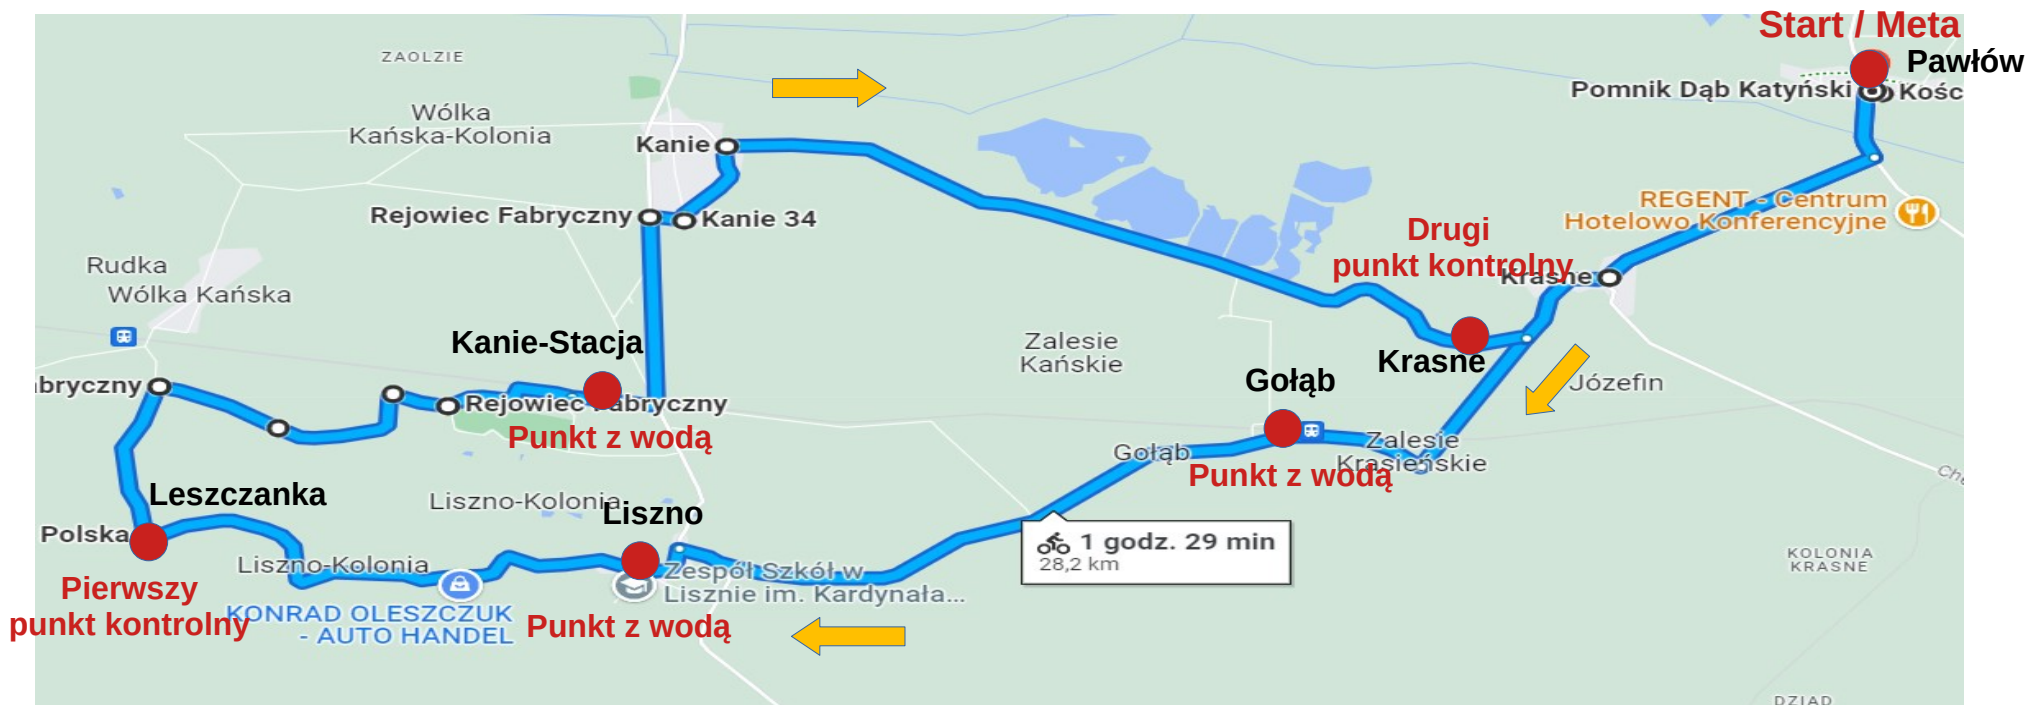 Start / Meta
Pawłów
ZAOLZIE
Pomnik Dąb Katyński
Kośc
Wólka
Kańska-Kolonia
Kanie
REGENT - Centrum
Hotelowo Konferencyjne
Rejowiec Fabryczny
Kanie 34
Drugi
punkt kontrolny
Krasne
Rudka
Wólka Kańska
Kanie-Stacja
Zalesie
Kańskie
Krasne
Gołąb
Józefin
abryczny
Rejowiec Fabryczny
Punkt z wodą
Gołąb
Zalesie
Krasieńskie
Punkt z wodą
Leszczanka
Liszno-Kolonia
Liszno
Polska
1 godz. 29 min
28,2 km
KOLONIA
KRASNE
Liszno-Kolonia
Zespół Szkół w
Lisznie im. Kardynała...
Pierwszy
punkt kontrolny
KONRAD OLESZCZUK
- AUTO HANDEL
Punkt z wodą
DZIAD